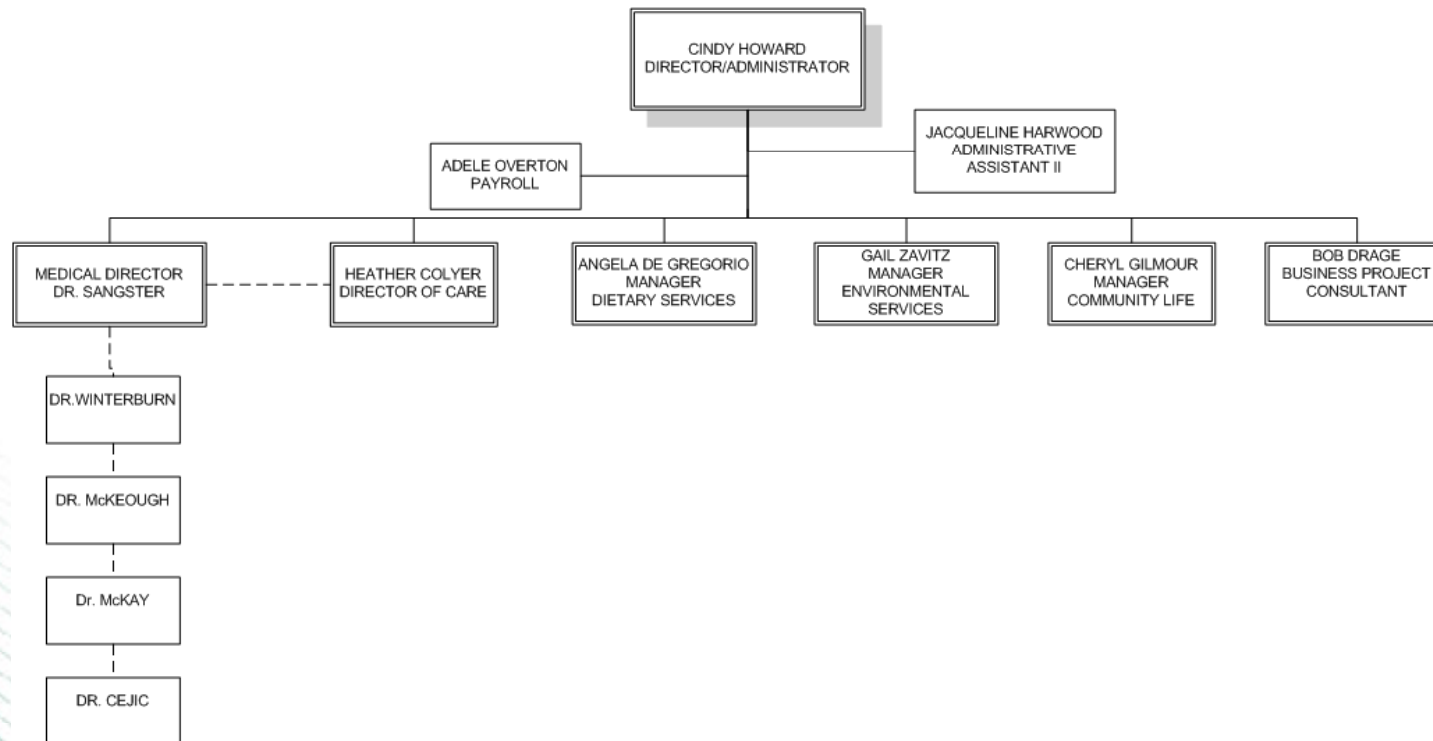 CINDY HOWARD
DIRECTOR/ADMINISTRATOR
JACQUELINE HARWOOD
ADMINISTRATIVE
ASSISTANT II
ADELE OVERTON
PAYROLL
MEDICAL DIRECTOR
DR. SANGSTER
HEATHER COLYER
DIRECTOR OF CARE
ANGELA DE GREGORIO
MANAGER
DIETARY SERVICES
GAIL ZAVITZ
MANAGER
ENVIRONMENTAL
SERVICES
CHERYL GILMOUR
MANAGER
COMMUNITY LIFE
BOB DRAGE
BUSINESS PROJECT
CONSULTANT
DR.WINTERBURN
DR. McKEOUGH
Dr. McKAY
DR. CEJIC